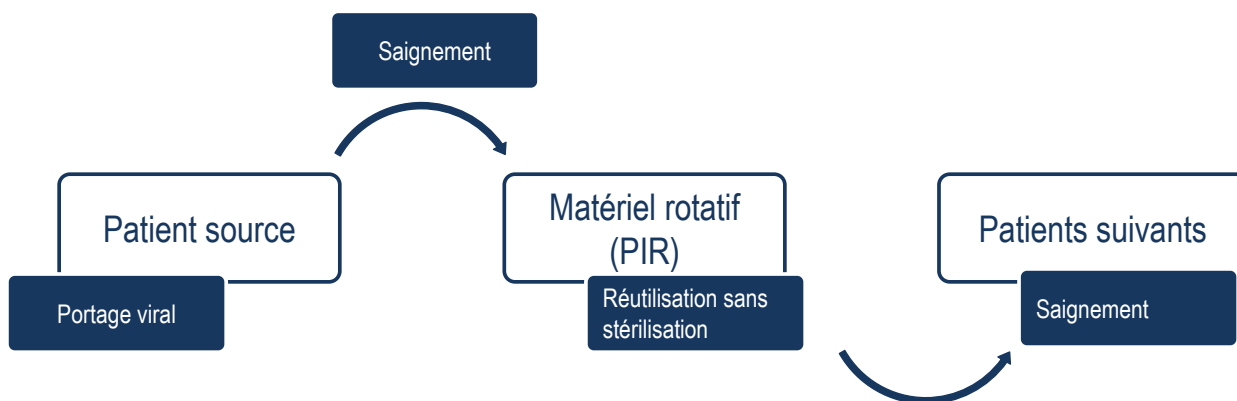 Saignement
Patient source
Portage viral
Matériel rotatif
(PIR)
Réutilisation sans
stérilisation
Patients suivants
Saignement